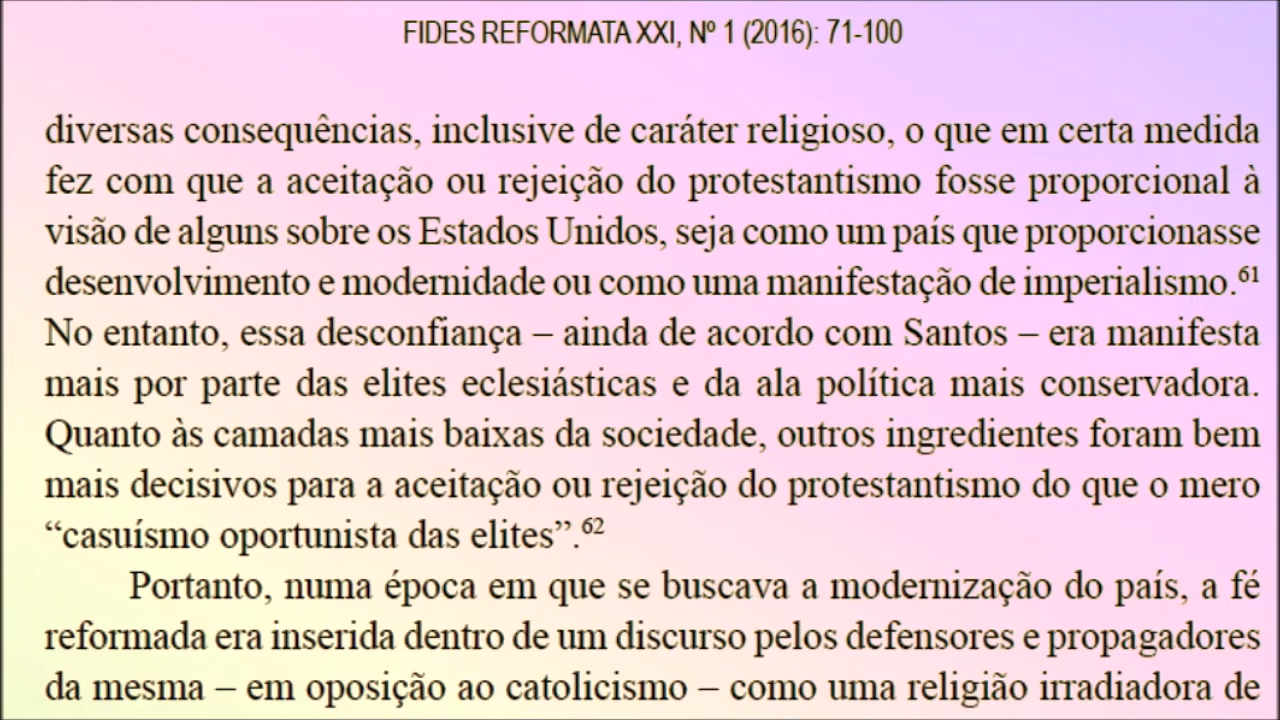 FIDES REFORMATA XXI, Nº 1 (2016): 71-100
diversas consequências, inclusive de caráter religioso, o que em certa medida
fez com que a aceitação ou rejeição do protestantismo fosse proporcional à
visão de alguns sobre os Estados Unidos, seja como um país que proporcionasse
desenvolvimento e modernidade ou como uma manifestação de imperialismo.⁶¹
No entanto, essa desconfiança – ainda de acordo com Santos – era manifesta
mais por parte das elites eclesiásticas e da ala política mais conservadora.
Quanto às camadas mais baixas da sociedade, outros ingredientes foram bem
mais decisivos para a aceitação ou rejeição do protestantismo do que o mero
“casuísmo oportunista das elites”.⁶²
Portanto, numa época em que se buscava a modernização do país, a fé
reformada era inserida dentro de um discurso pelos defensores e propagadores
da mesma – em oposição ao catolicismo – como uma religião irradiadora de